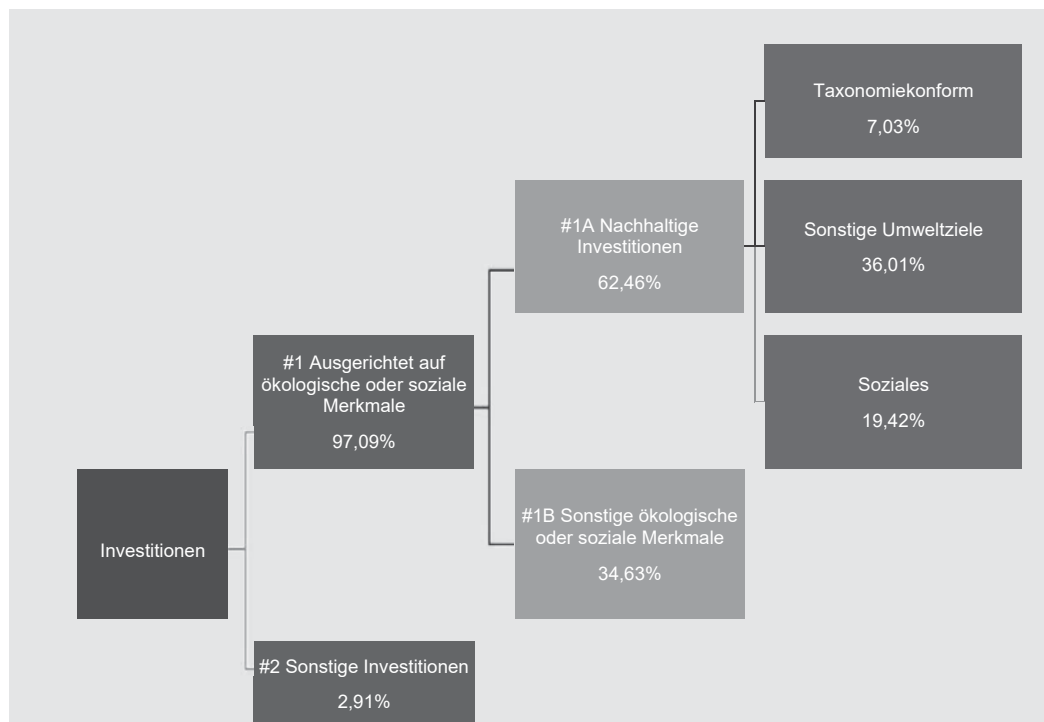 Taxonomiekonform
7,03%
#1A Nachhaltige
Investitionen
62,46%
Sonstige Umweltziele
36,01%
#1 Ausgerichtet auf
ökologische oder soziale
Merkmale
97,09%
Soziales
19,42%
Investitionen
#1B Sonstige ökologische
oder soziale Merkmale
34,63%
#2 Sonstige Investitionen
2,91%